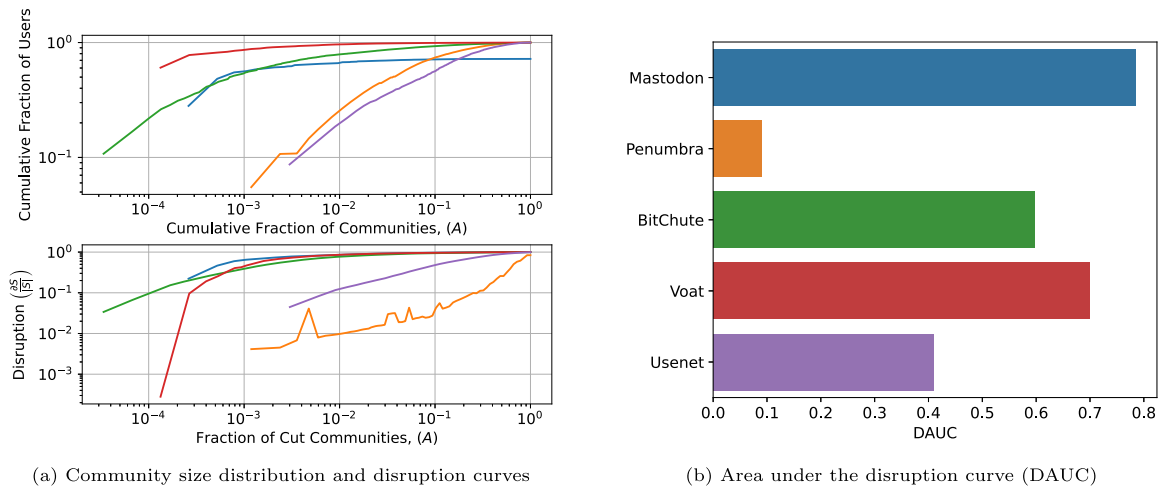 Cumulative Fraction of Users
10⁰
10⁻¹
10⁻⁴
10⁻³
10⁻²
10⁻¹
10⁰
Cumulative Fraction of Communities, (A)
Disruption (∂S/|S|)
10⁰
10⁻¹
10⁻²
10⁻³
10⁻⁴
10⁻³
10⁻²
10⁻¹
10⁰
Fraction of Cut Communities, (A)
(a) Community size distribution and disruption curves
Mastodon
Penumbra
BitChute
Voat
Usenet
0.0
0.1
0.2
0.3
0.4
0.5
0.6
0.7
0.8
DAUC
(b) Area under the disruption curve (DAUC)